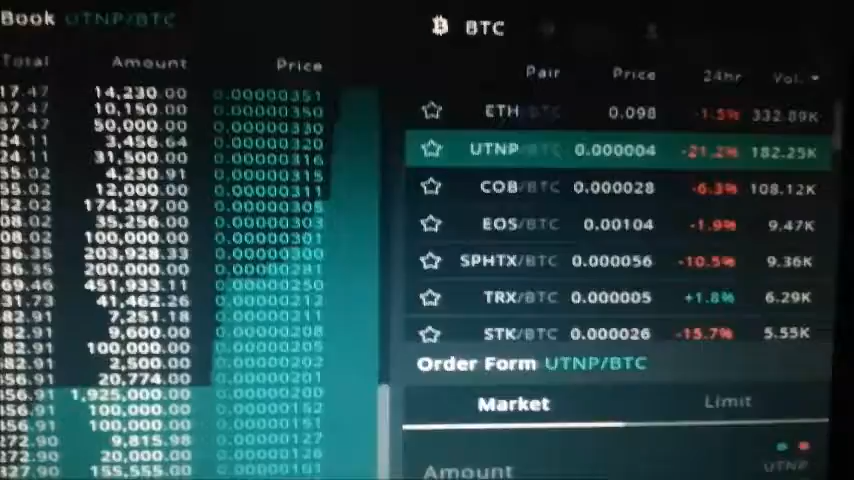 Book UTNP/BTC
Total Amount Price
17.47 14,230.00 0.00000351
57.47 10,150.00 0.00000350
57.47 50,000.00 0.00000330
24.11 3,456.64 0.00000320
24.11 31,500.00 0.00000316
55.02 4,230.91 0.00000315
55.02 12,000.00 0.00000311
52.02 174,297.00 0.00000305
08.02 35,256.00 0.00000303
08.02 100,000.00 0.00000301
36.35 203,928.33 0.00000300
36.35 200,000.00 0.00000281
69.46 451,933.11 0.00000250
31.73 41,462.26 0.00000212
82.91 7,251.18 0.00000211
82.91 9,600.00 0.00000208
82.91 100,000.00 0.00000205
82.91 2,500.00 0.00000202
356.91 20,774.00 0.00000201
356.91 1,925,000.00 0.00000200
356.91 100,000.00 0.00000152
356.91 100,000.00 0.00000151
272.90 9,815.98 0.00000127
272.90 20,000.00 0.00000126
327.90 155,555.00 0.00000101
BTC
Pair Price 24hr Vol.
ETH/BTC 0.098 -1.5% 332.89K
UTNP/BTC 0.000004 -21.2% 182.25K
COB/BTC 0.000028 -6.3% 108.12K
EOS/BTC 0.00104 -1.9% 9.47K
SPHTX/BTC 0.000056 -10.5% 9.36K
TRX/BTC 0.000005 +1.8% 6.29K
STK/BTC 0.000026 -15.7% 5.55K
Order Form UTNP/BTC
Market Limit
Amount UTNP